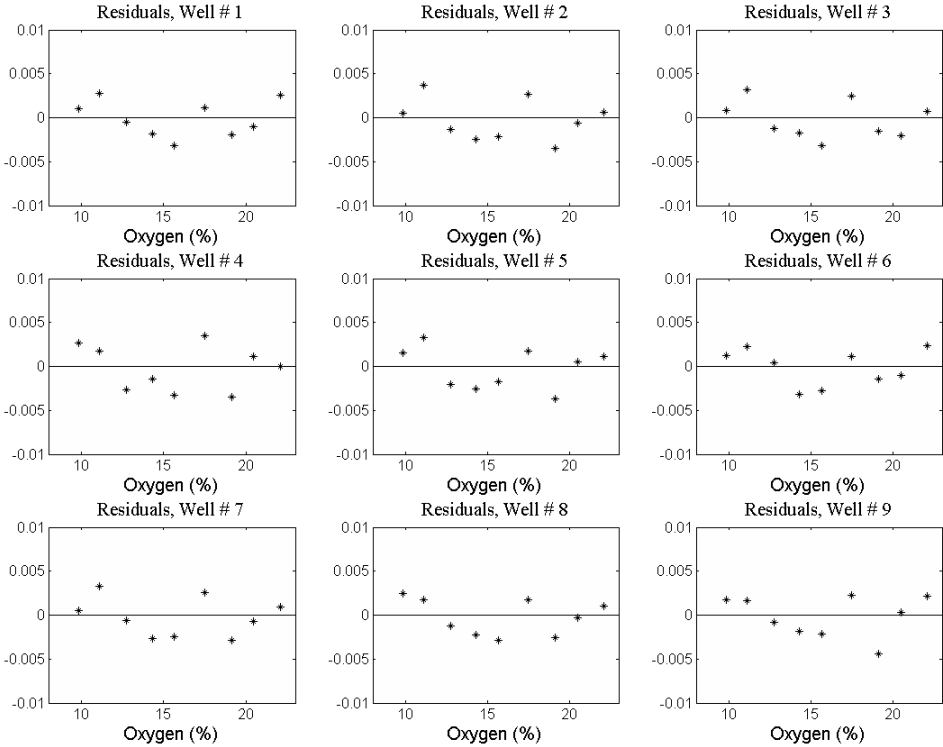 Residuals, Well # 1
0.01
0.005
0
-0.005
-0.01
10 15 20
Oxygen (%)
Residuals, Well # 2
0.01
0.005
0
-0.005
-0.01
10 15 20
Oxygen (%)
Residuals, Well # 3
0.01
0.005
0
-0.005
-0.01
10 15 20
Oxygen (%)
Residuals, Well # 4
0.01
0.005
0
-0.005
-0.01
10 15 20
Oxygen (%)
Residuals, Well # 5
0.01
0.005
0
-0.005
-0.01
10 15 20
Oxygen (%)
Residuals, Well # 6
0.01
0.005
0
-0.005
-0.01
10 15 20
Oxygen (%)
Residuals, Well # 7
0.01
0.005
0
-0.005
-0.01
10 15 20
Oxygen (%)
Residuals, Well # 8
0.01
0.005
0
-0.005
-0.01
10 15 20
Oxygen (%)
Residuals, Well # 9
0.01
0.005
0
-0.005
-0.01
10 15 20
Oxygen (%)